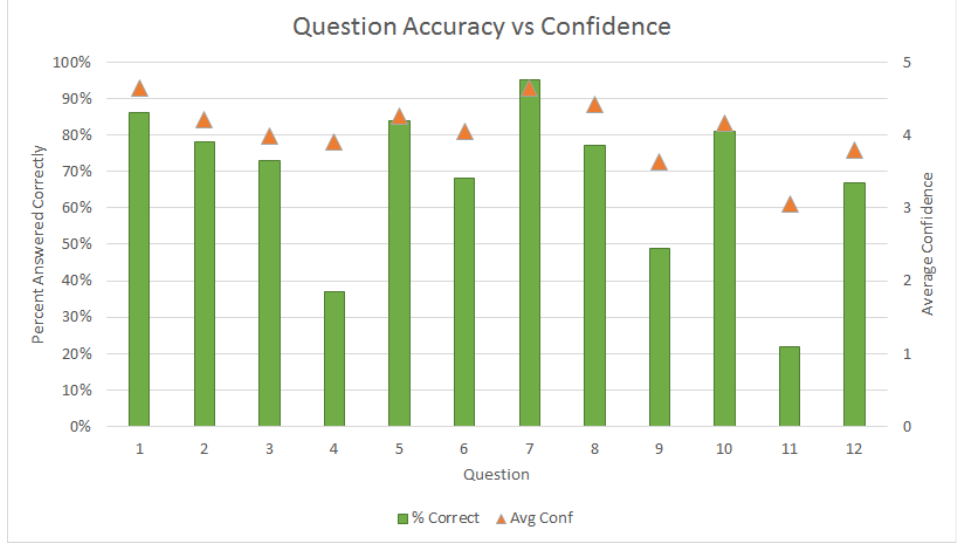 Question Accuracy vs Confidence
Percent Answered Correctly
100%
90%
80%
70%
60%
50%
40%
30%
20%
10%
0%
5
4
3
2
1
0
Average Confidence
1 2 3 4 5 6 7 8 9 10 11 12
Question
% Correct Avg Conf